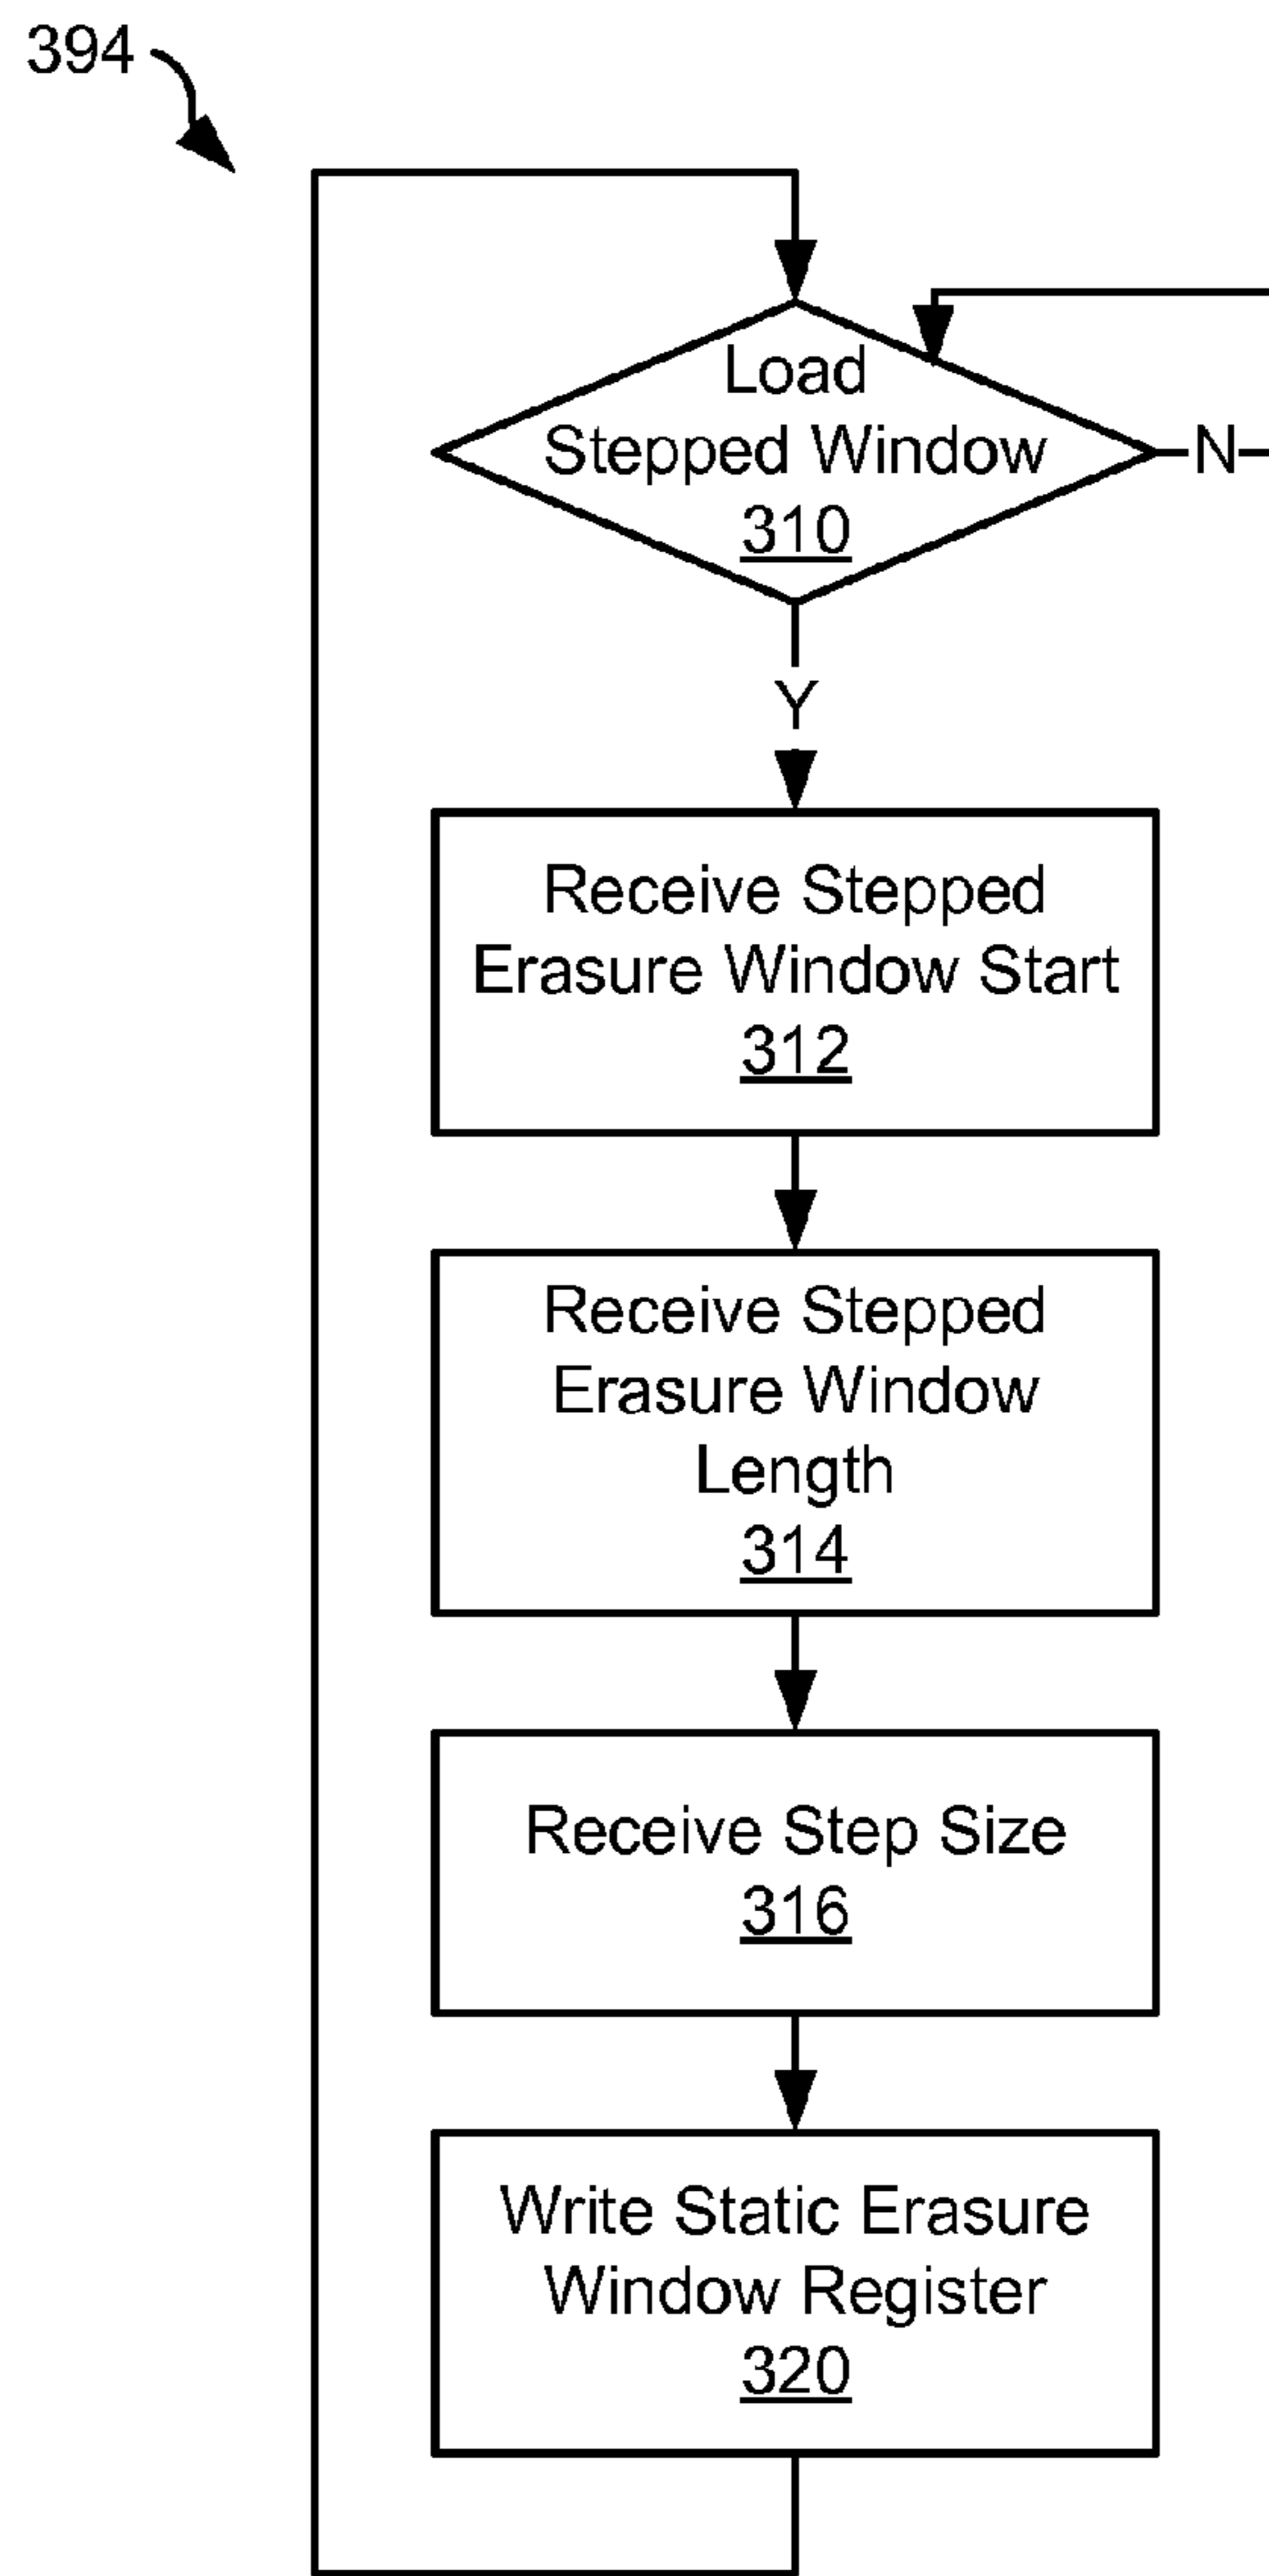 394
Load
Stepped Window
310
N
Y
Receive Stepped
Erasure Window Start
312
Receive Stepped
Erasure Window
Length
314
Receive Step Size
316
Write Static Erasure
Window Register
320